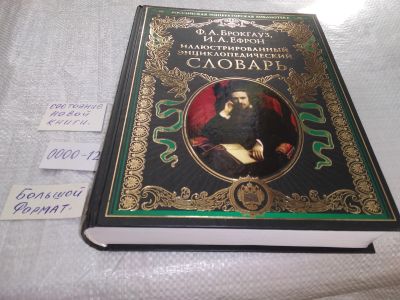 РОССИЙСКАЯ ИМПЕРАТОРСКАЯ БИБЛИОТЕКА
Ф. А. БРОКГАУЗ,
И. А. ЕФРОН
ИЛЛЮСТРИРОВАННЫЙ
ЭНЦИКЛОПЕДИЧЕСКИЙ
СЛОВАРЬ
СОСТОЯНИЕ
НОВОЙ
КНИГИ.
0000-12
БОЛЬШОЙ
ФОРМАТ.